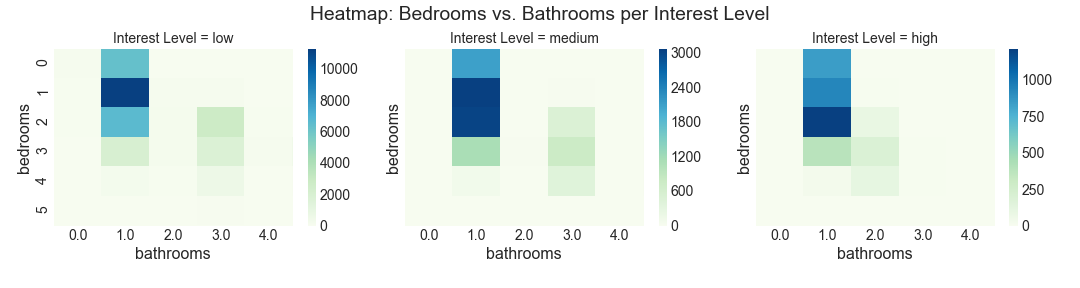 Heatmap: Bedrooms vs. Bathrooms per Interest Level
Interest Level = low
bedrooms
0
1
2
3
4
5
0.0 1.0 2.0 3.0 4.0
bathrooms
10000
8000
6000
4000
2000
0
Interest Level = medium
bedrooms
0.0 1.0 2.0 3.0 4.0
bathrooms
3000
2400
1800
1200
600
0
Interest Level = high
bedrooms
0.0 1.0 2.0 3.0 4.0
bathrooms
1000
750
500
250
0